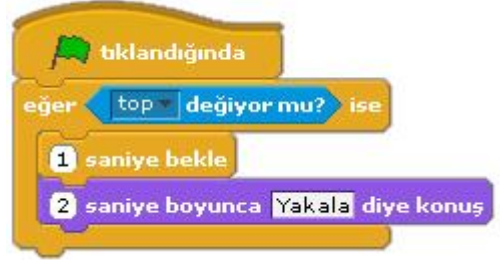 tıklandığında
eğer top değiyor mu? ise
1 saniye bekle
2 saniye boyunca Yakala diye konuş